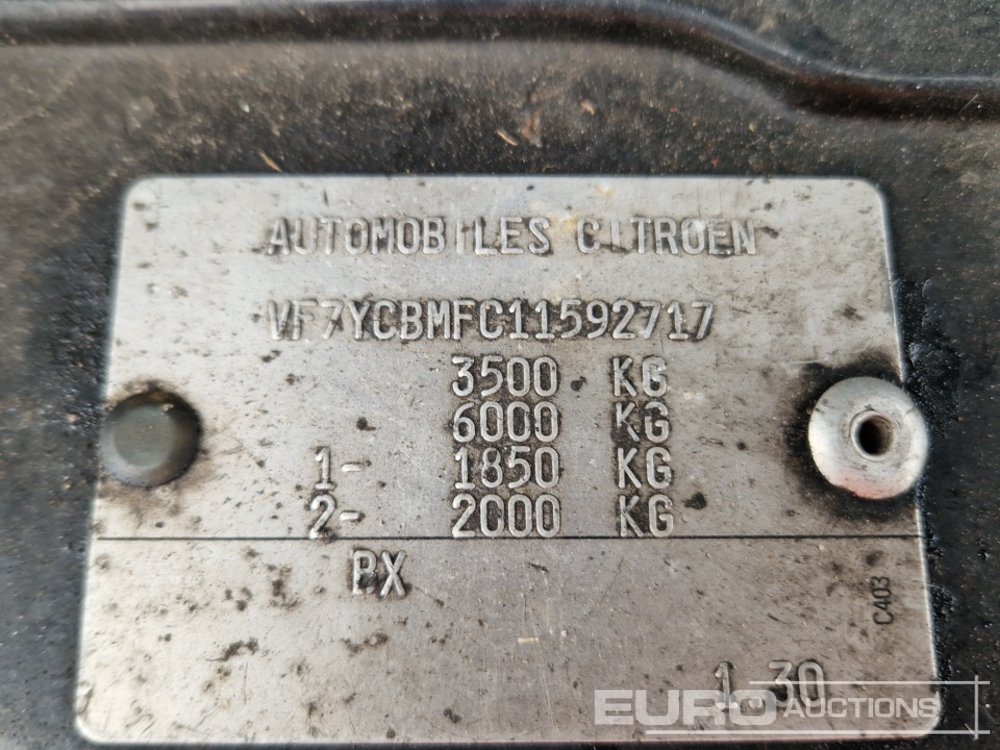 AUTOMOBILES CITROEN
VF7YCBMFC11592717
3500 KG
6000 KG
1- 1850 KG
2- 2000 KG
PX
C403
1.30
EURO AUCTIONS